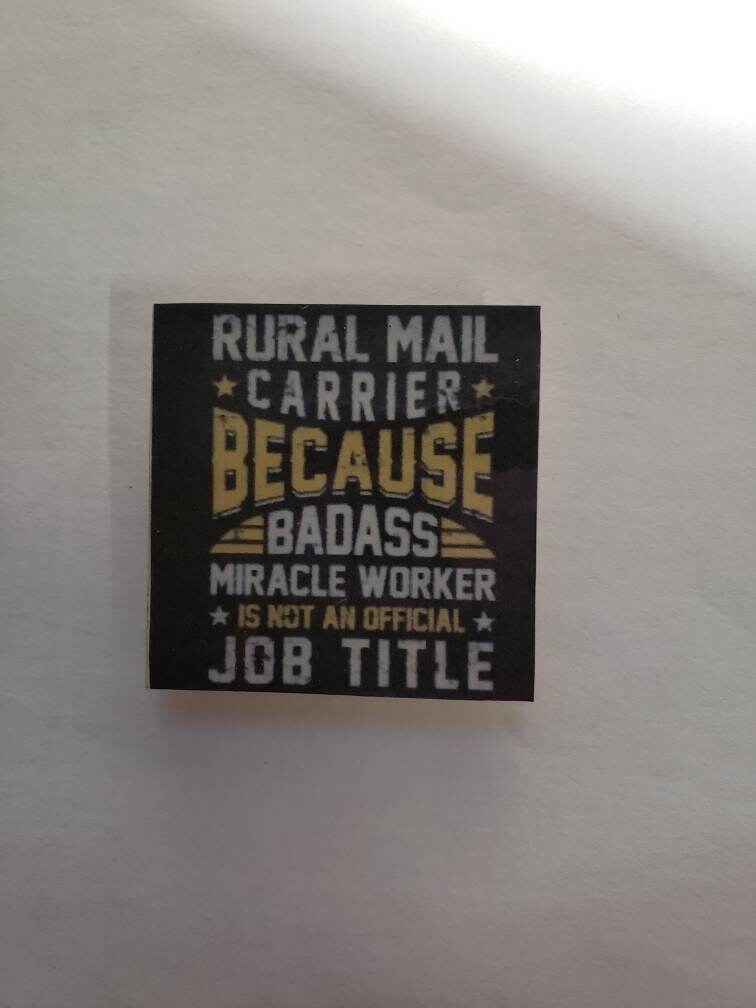 RURAL MAIL
CARRIER
BECAUSE
BADASS
MIRACLE WORKER
IS NOT AN OFFICIAL
JOB TITLE